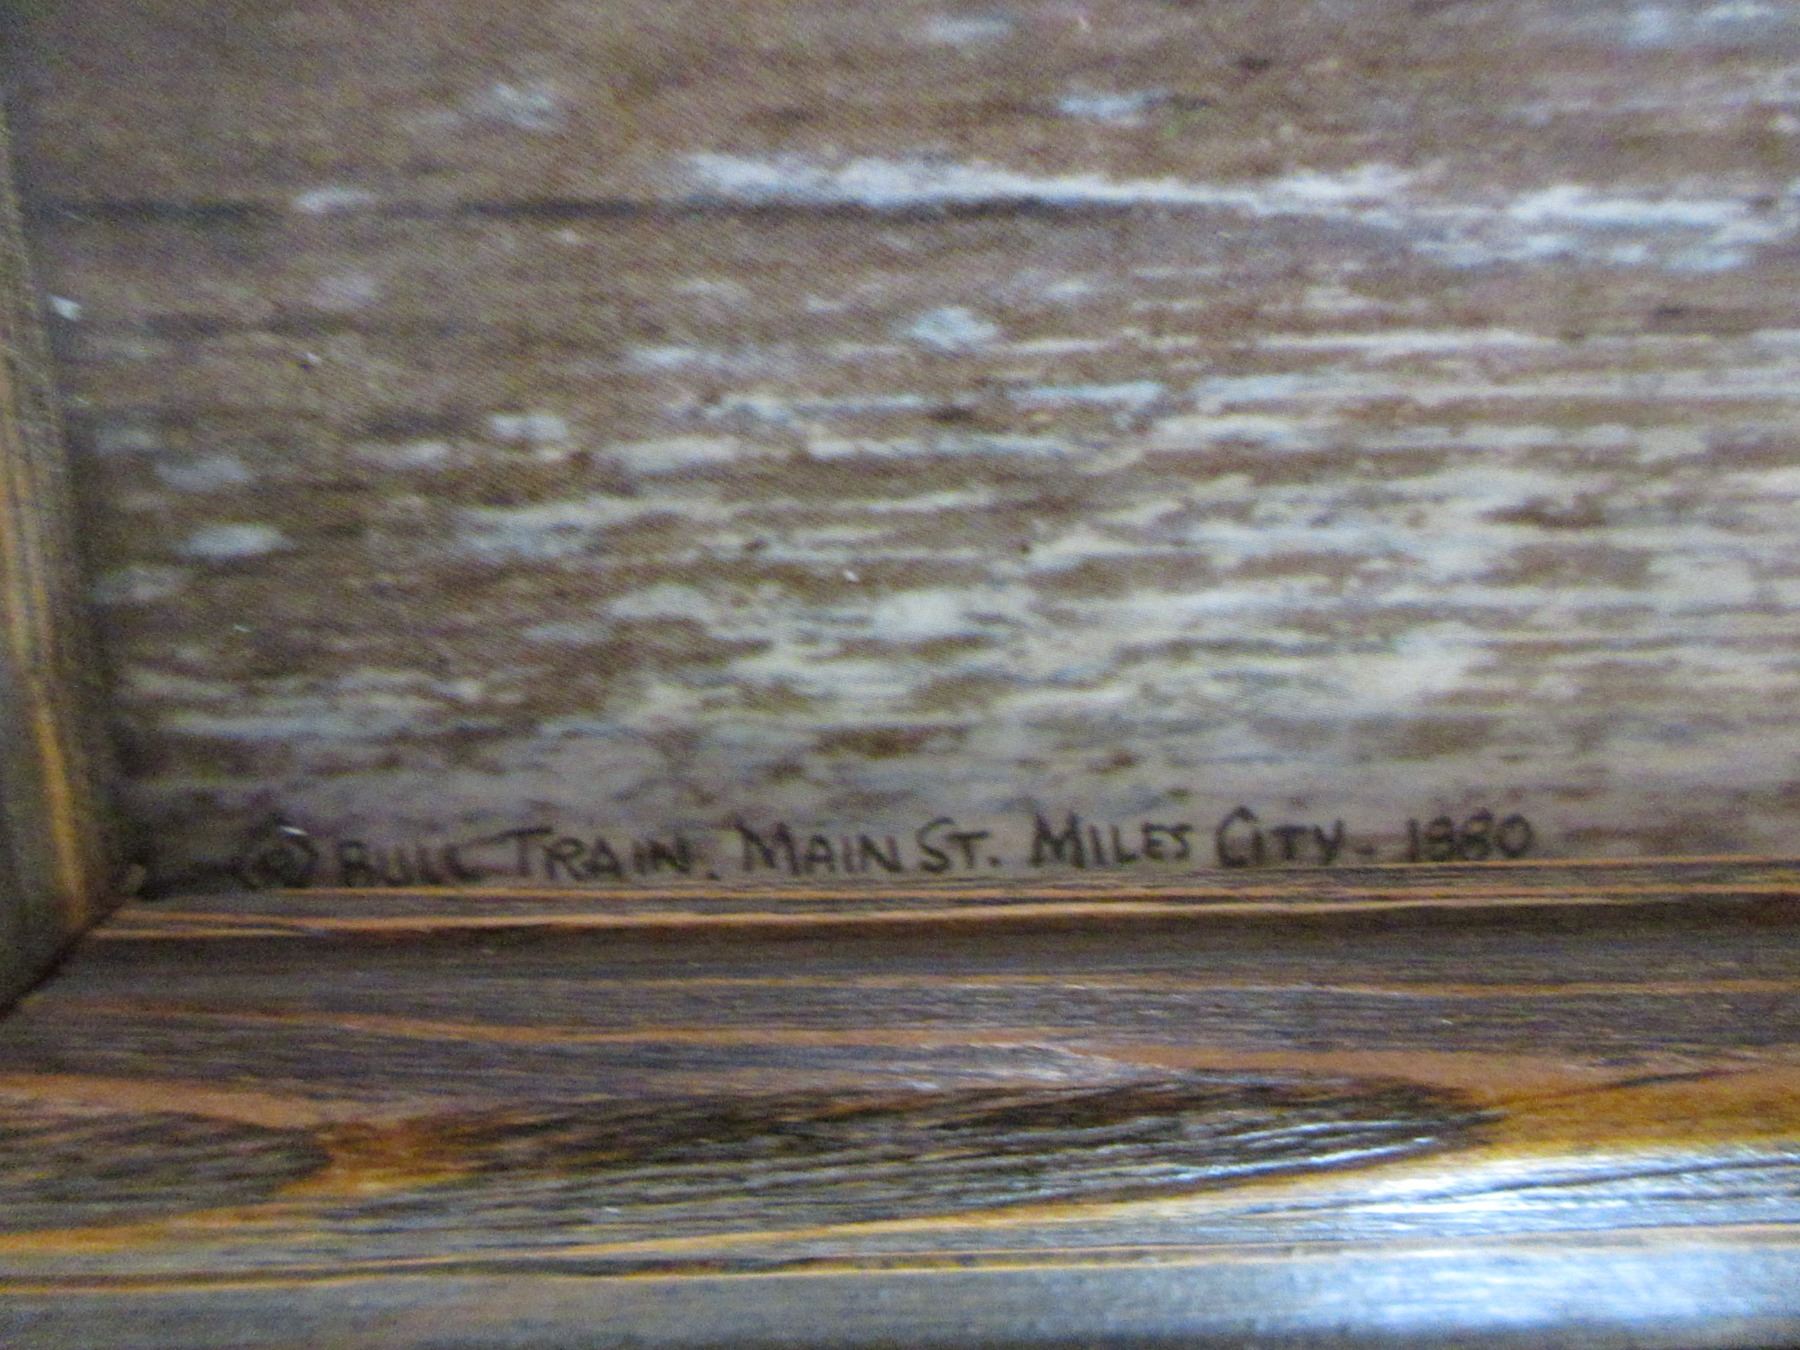 © BULL TRAIN. MAIN ST. MILES CITY - 1880